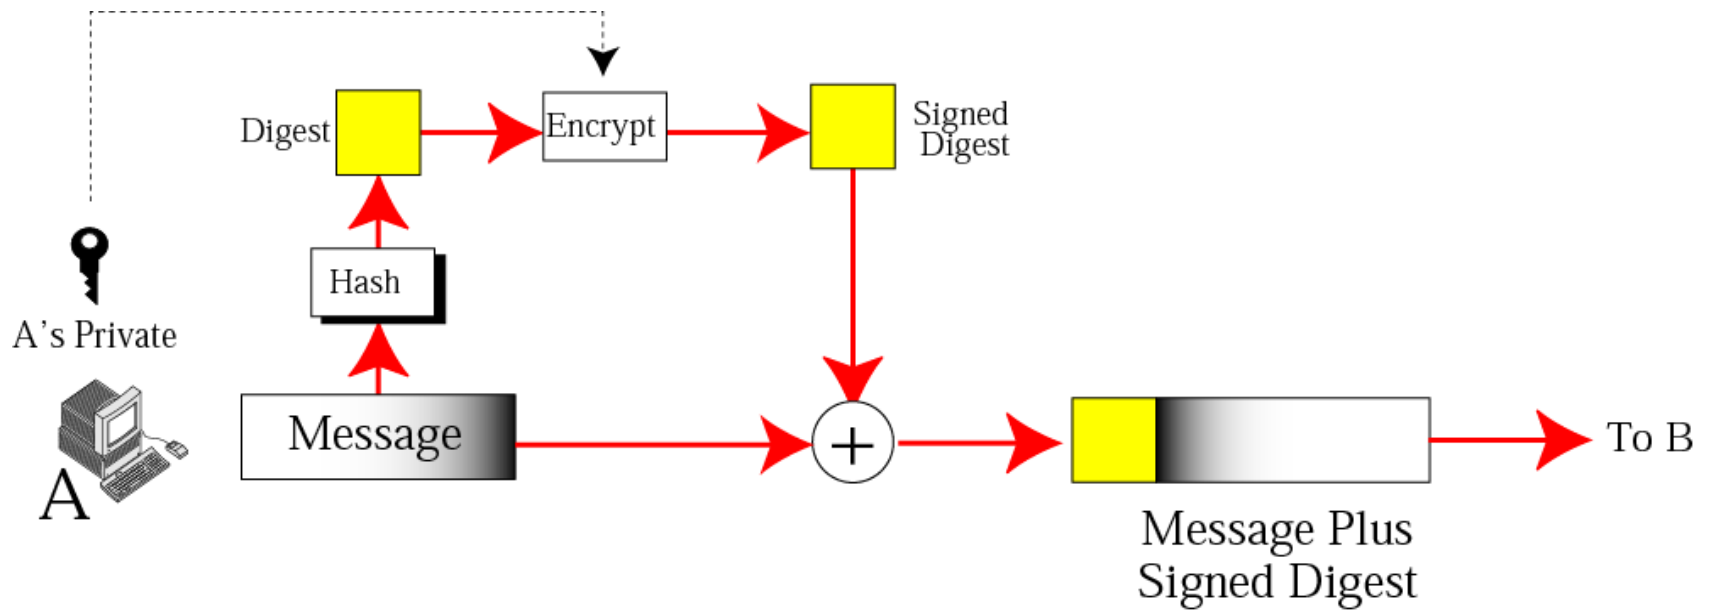 Digest
Encrypt
Signed
Digest
Hash
A's Private
Message
+
A
To B
Message Plus
Signed Digest